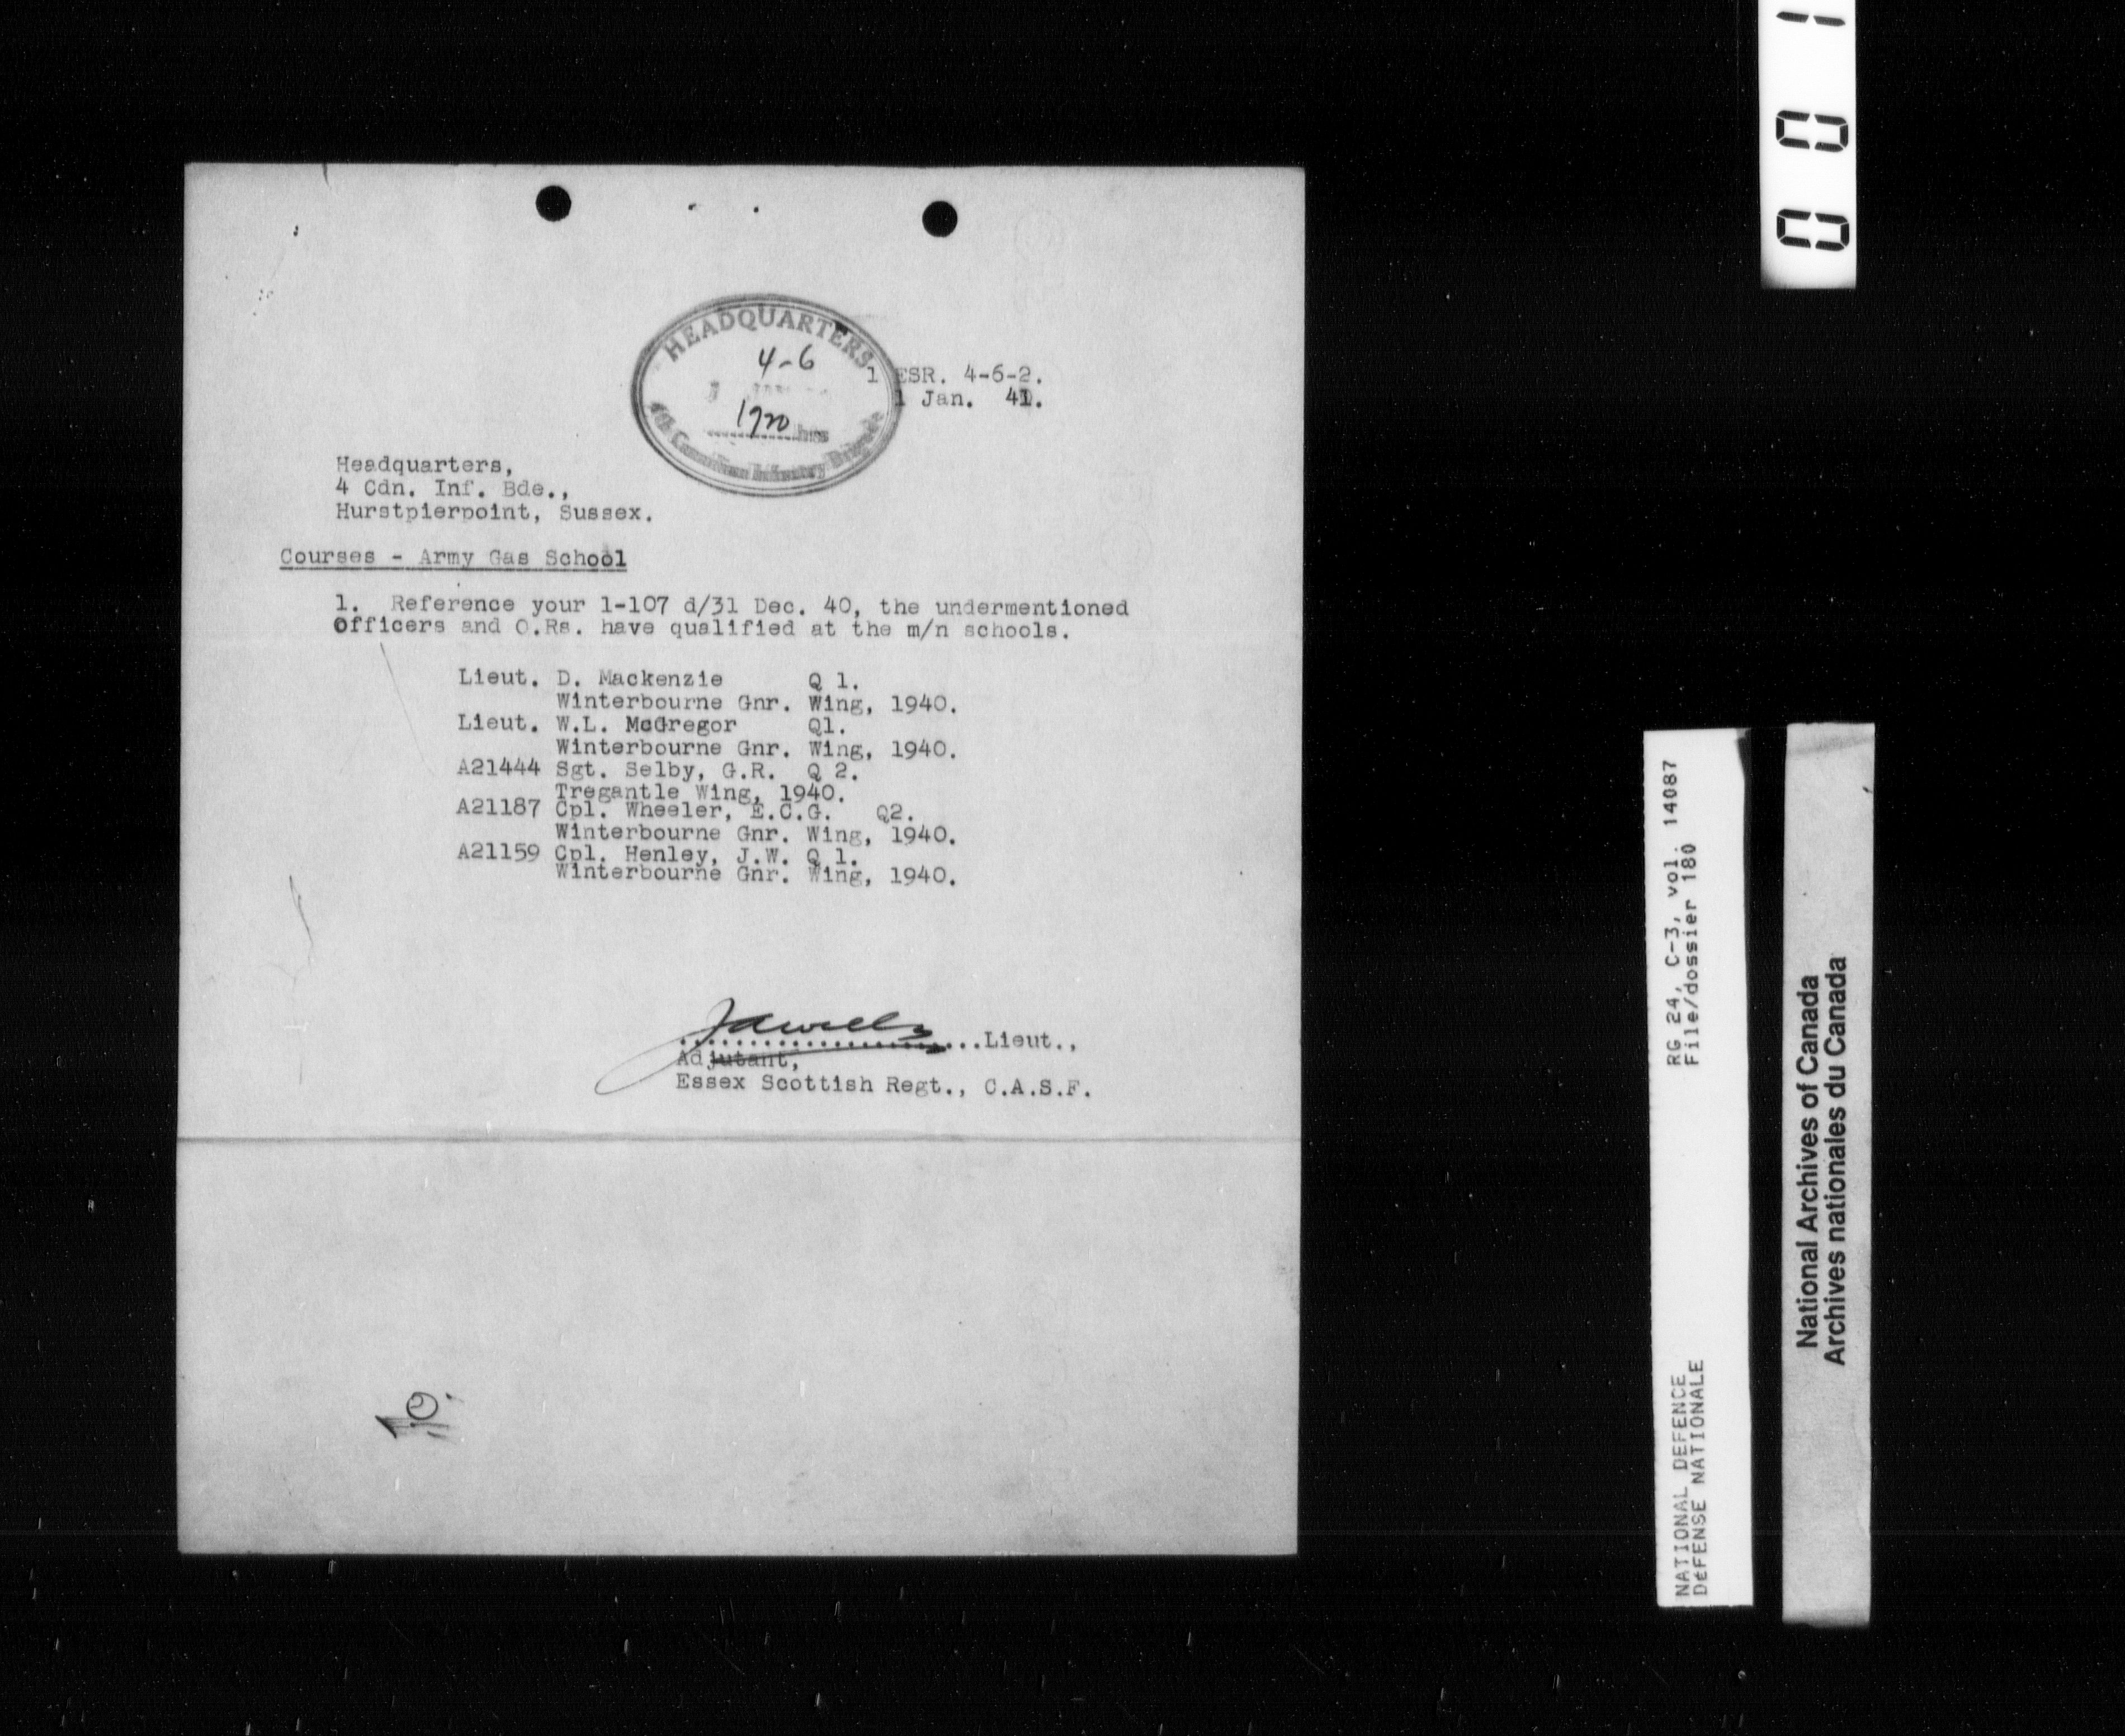 HEADQUARTERS
4-6
1720 hrs
4th Canadian Infantry Brigade
1 ESR. 4-6-2.
1 Jan. 41.
Headquarters,
4 Cdn. Inf. Bde.,
Hurstpierpoint, Sussex.
Courses - Army Gas School
1. Reference your 1-107 d/31 Dec. 40, the undermentioned
Officers and O.Rs. have qualified at the m/n schools.
Lieut. D. Mackenzie Q 1.
Winterbourne Gnr. Wing, 1940.
Lieut. W.L. McGregor Q1.
Winterbourne Gnr. Wing, 1940.
A21444 Sgt. Selby, G.R. Q 2.
Tregantle Wing, 1940.
A21187 Cpl. Wheeler, E.C.G. Q2.
Winterbourne Gnr. Wing, 1940.
A21159 Cpl. Henley, J.W. Q 1.
Winterbourne Gnr. Wing, 1940.
....................Lieut.,
Adjutant,
Essex Scottish Regt., C.A.S.F.
001
RG 24, C-3, vol. 14087
File/dossier 180
NATIONAL DEFENCE
DéFENSE NATIONALE
National Archives of Canada
Archives nationales du Canada